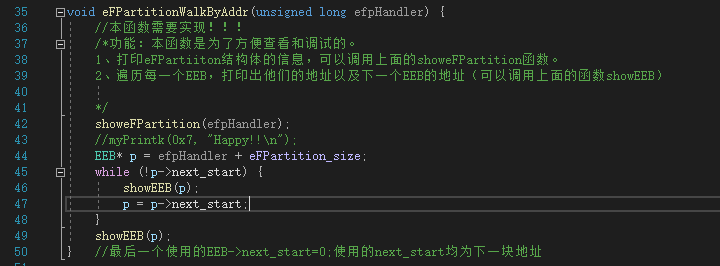 35 void eFPartitionWalkByAddr(unsigned long efpHandler) {
36 //本函数需要实现！！！
37 /*功能：本函数是为了方便查看和调试的。
38 1、打印eFPartiiton结构体的信息，可以调用上面的showeFPartition函数。
39 2、遍历每一个EEB，打印出他们的地址以及下一个EEB的地址（可以调用上面的函数showEEB）
40
41 */
42 showeFPartition(efpHandler);
43 //myPrintk(0x7, "Happy!!\n");
44 EEB* p = efpHandler + eFPartition_size;
45 while (!p->next_start) {
46 showEEB(p);
47 p = p->next_start;
48 }
49 showEEB(p);
50 } //最后一个使用的EEB->next_start=0;使用的next_start均为下一块地址